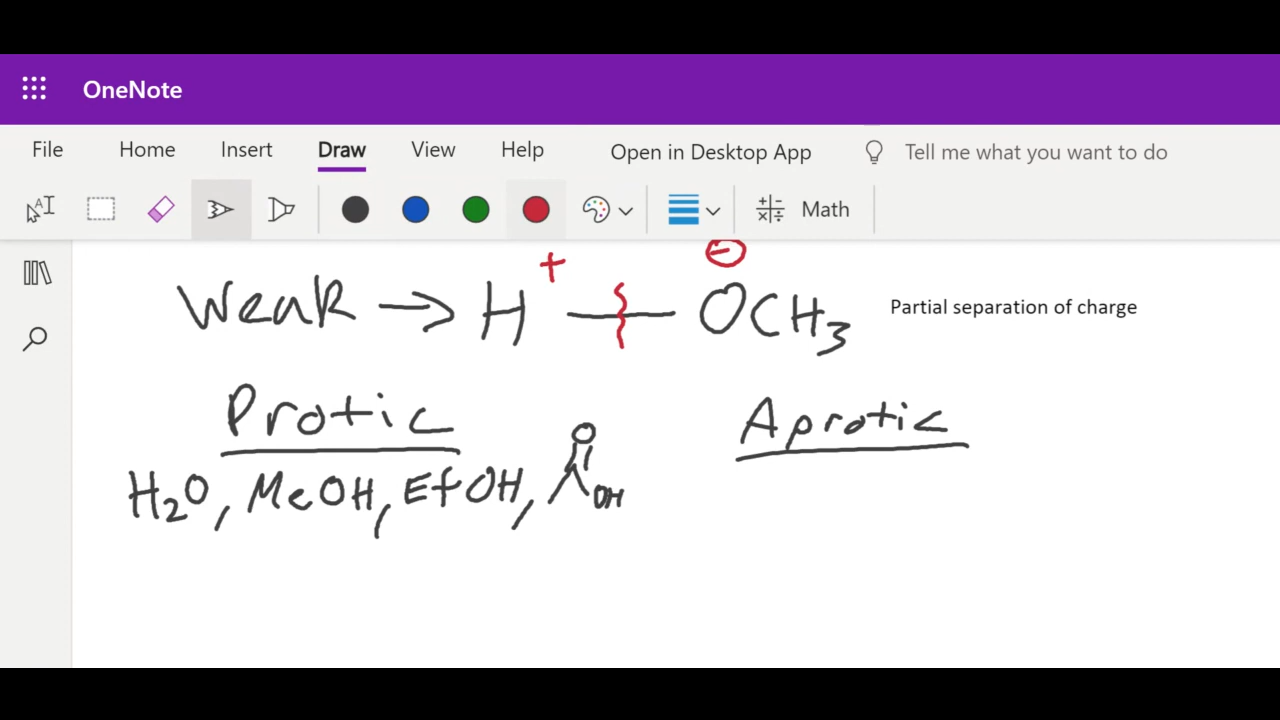 OneNote
File Home Insert Draw View Help Open in Desktop App Tell me what you want to do
Math
+ −
Weak → H — OCH3 Partial separation of charge
Protic Aprotic
H2O, MeOH, EtOH, O OH